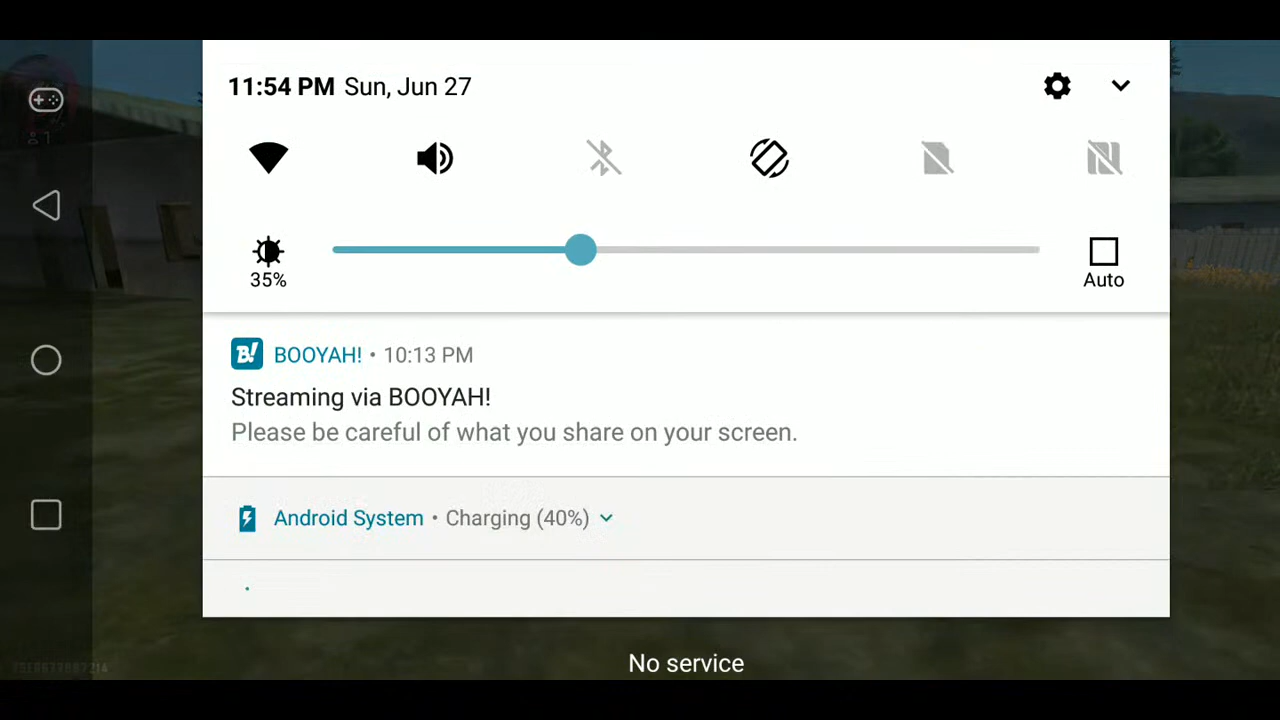 11:54 PM Sun, Jun 27
35%
Auto
B! BOOYAH! • 10:13 PM
Streaming via BOOYAH!
Please be careful of what you share on your screen.
Android System • Charging (40%)
No service